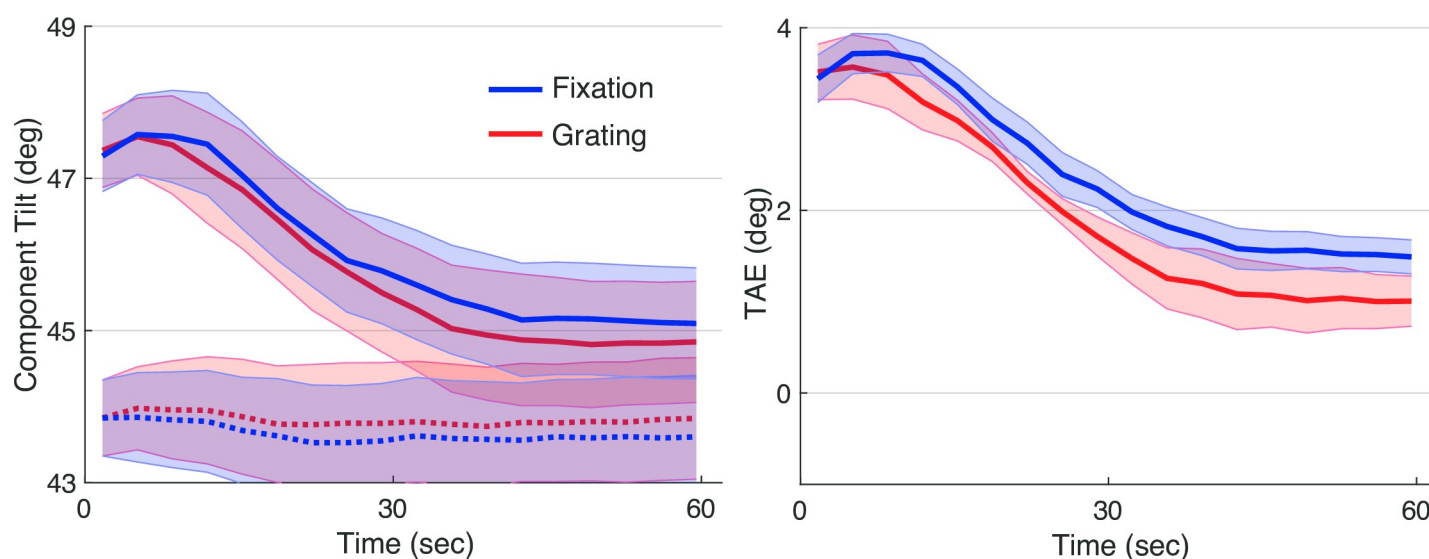 Component Tilt (deg)
49
47
45
43
0
30
60
Time (sec)
Fixation
Grating
TAE (deg)
4
2
0
0
30
60
Time (sec)